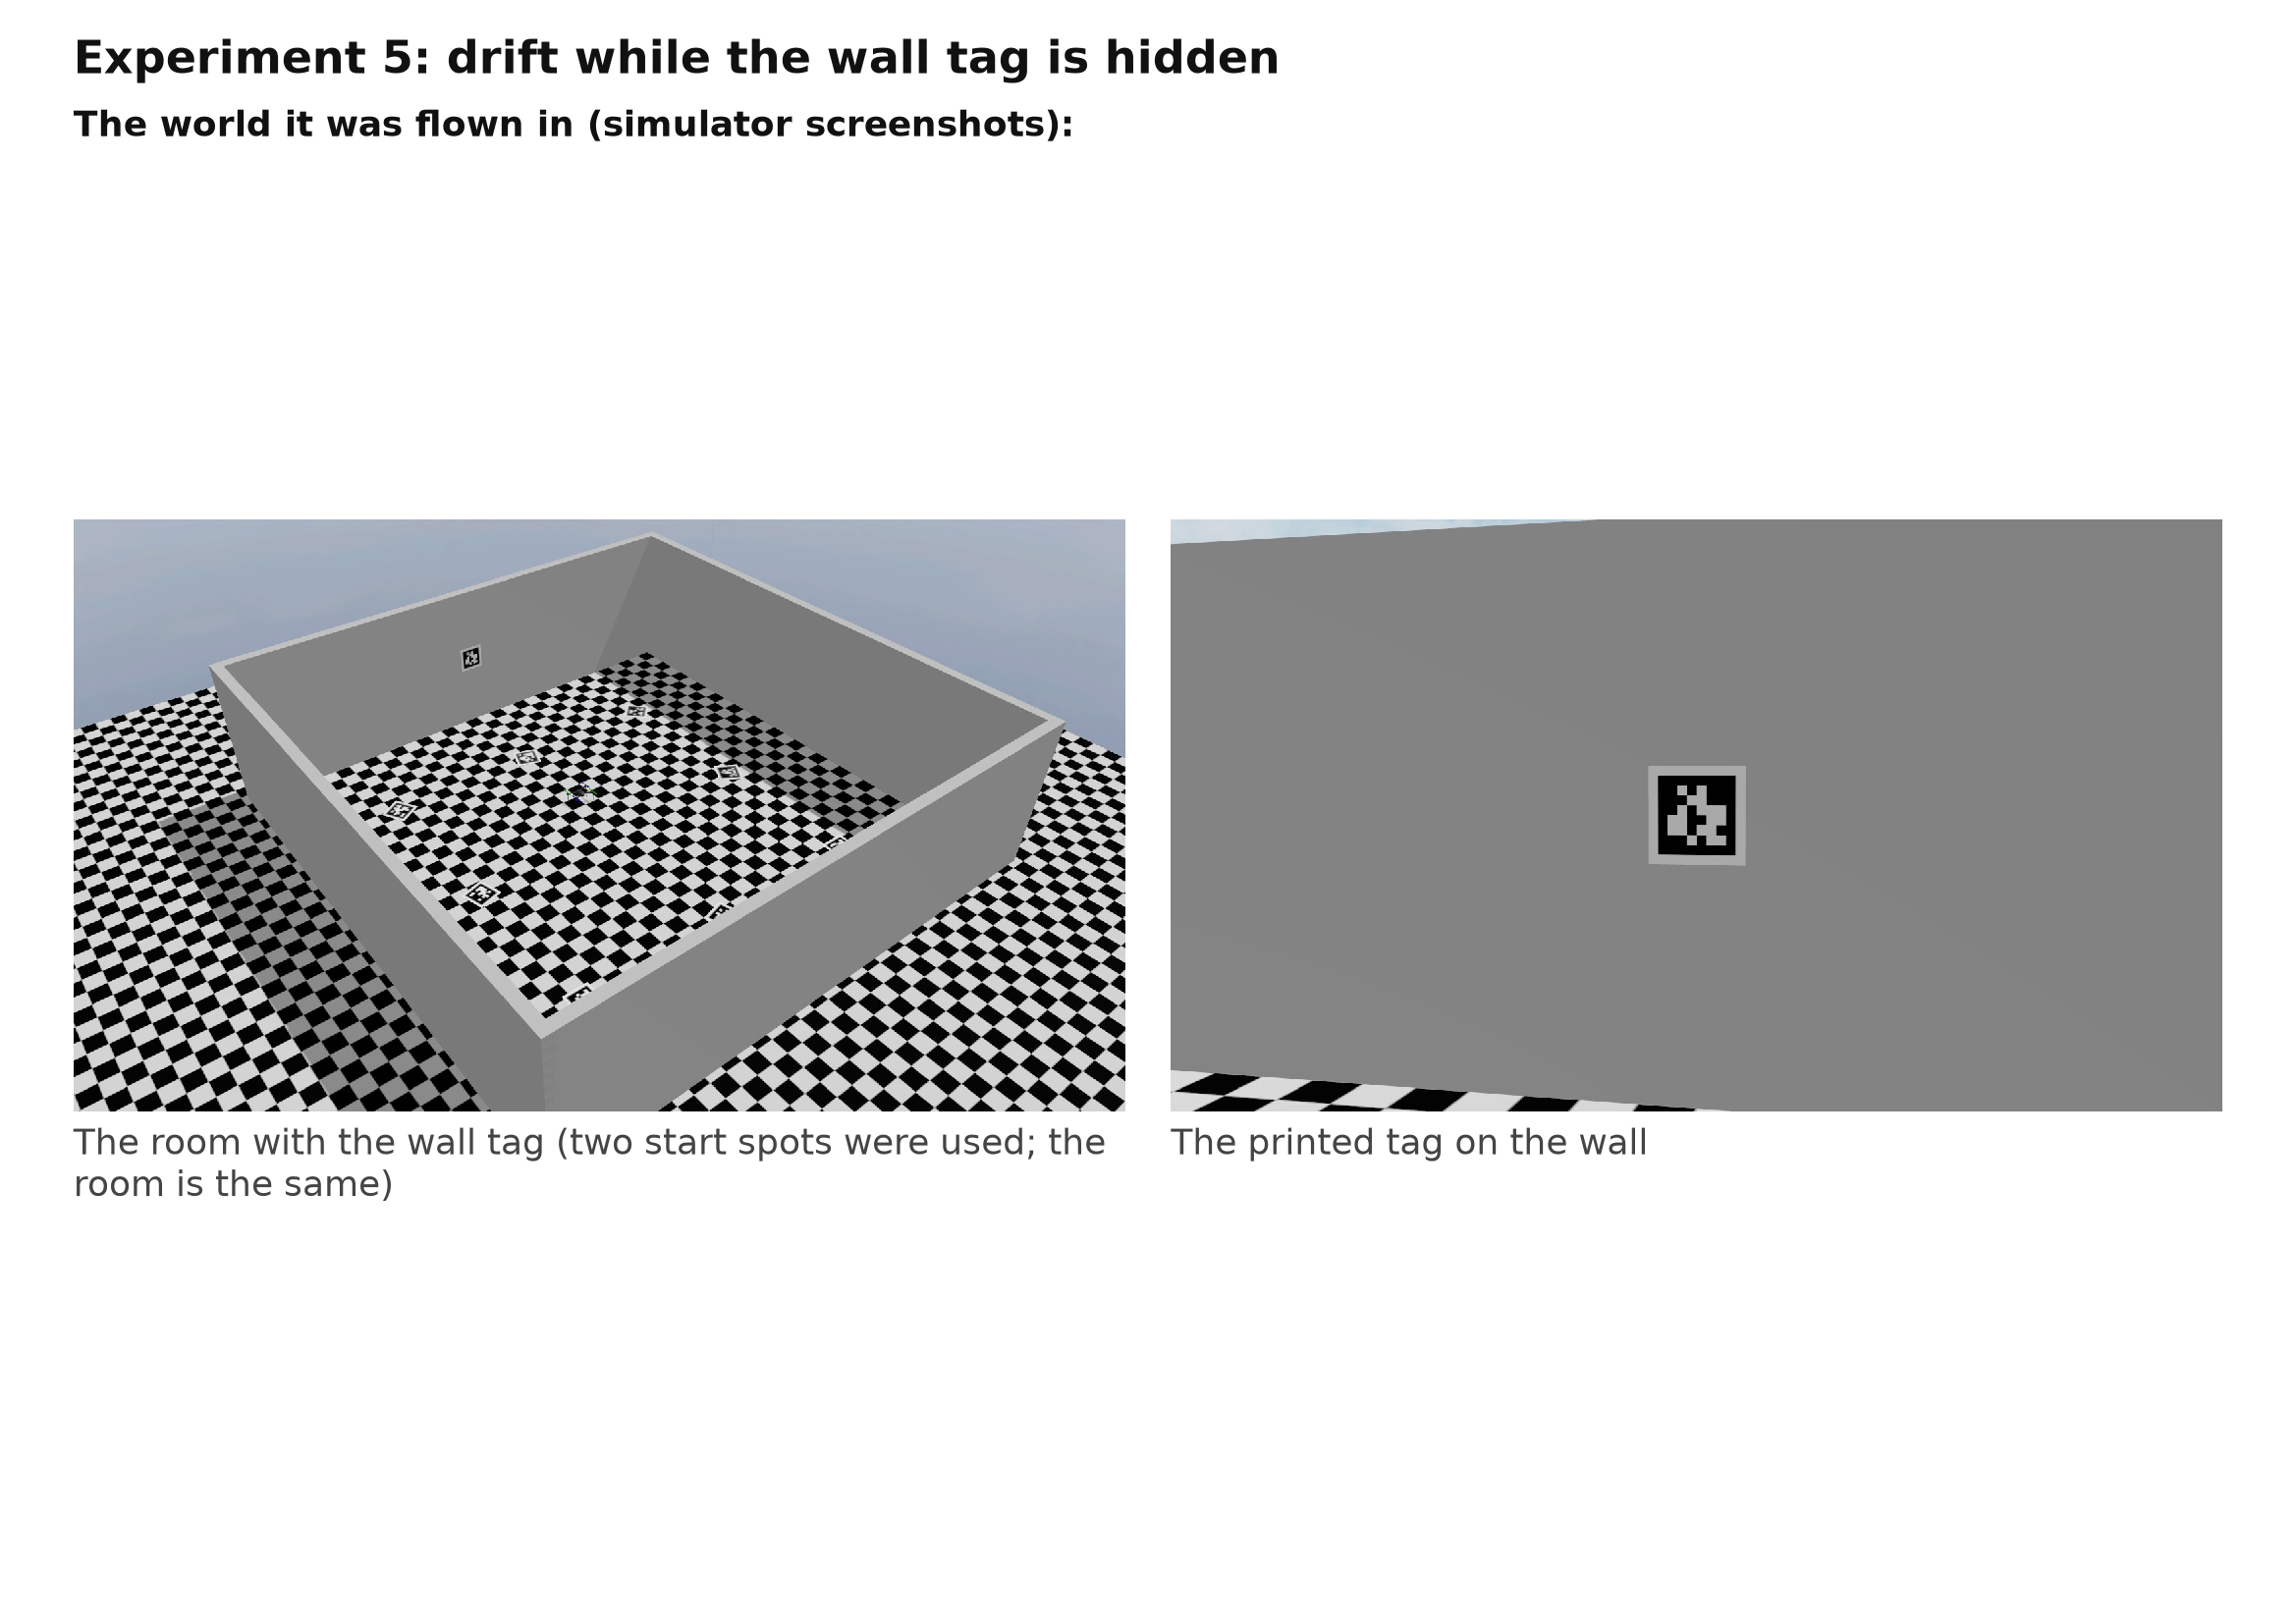 Experiment 5: drift while the wall tag is hidden
The world it was flown in (simulator screenshots):
The room with the wall tag (two start spots were used; the
room is the same)
The printed tag on the wall